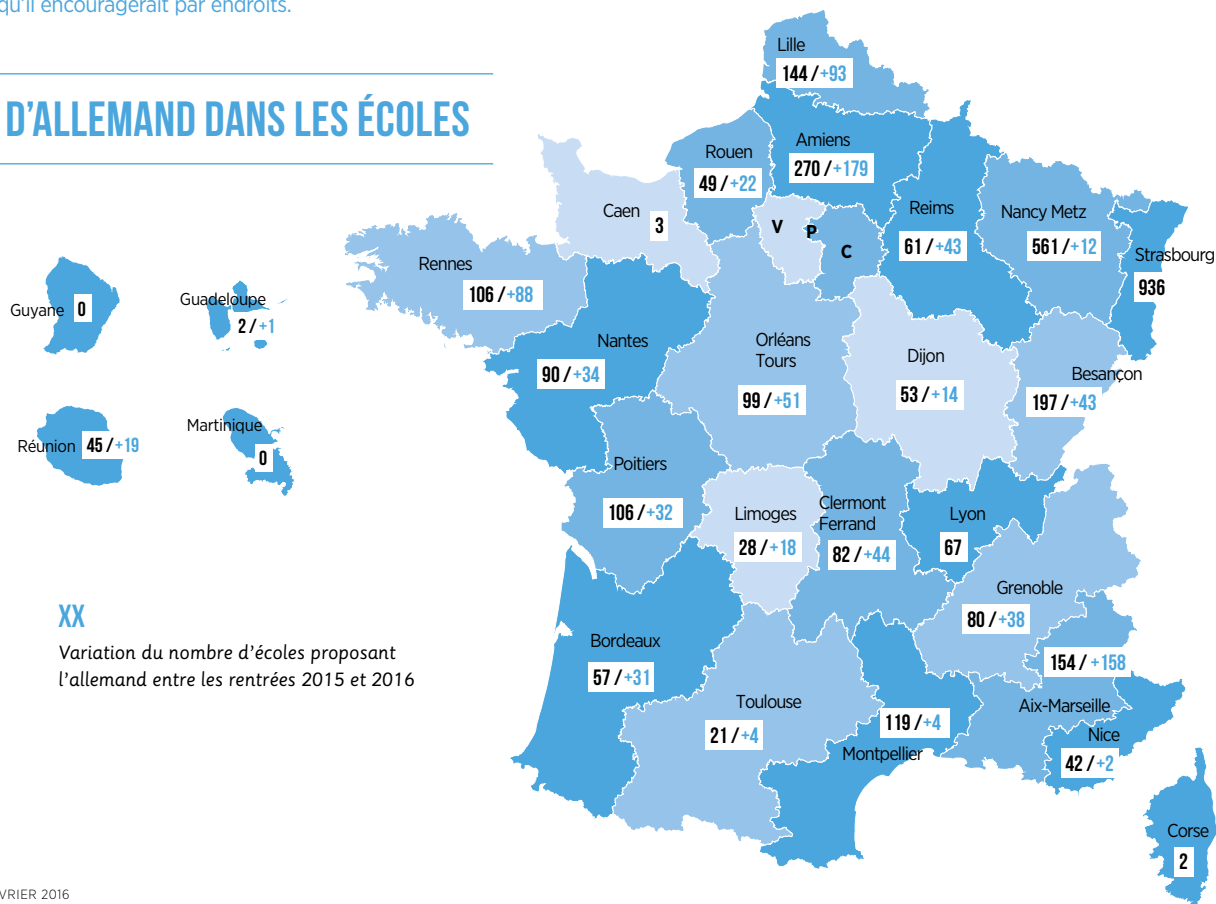 qu'il encouragerait par endroits.
D'ALLEMAND DANS LES ÉCOLES
Lille
144 / +93
Amiens
270 / +179
Rouen
49 / +22
Caen
3
V
P
C
Reims
61 / +43
Nancy Metz
561 / +12
Strasbourg
936
Rennes
106 / +88
Guyane
0
Guadeloupe
2 / +1
Nantes
90 / +34
Orléans
Tours
99 / +51
Dijon
53 / +14
Besançon
197 / +43
Réunion
45 / +19
Martinique
0
Poitiers
106 / +32
Limoges
28 / +18
Clermont
Ferrand
82 / +44
Lyon
67
Grenoble
80 / +38
XX
Variation du nombre d'écoles proposant
l'allemand entre les rentrées 2015 et 2016
Bordeaux
57 / +31
154 / +158
Aix-Marseille
Toulouse
21 / +4
119 / +4
Montpellier
Nice
42 / +2
Corse
2
VRIER 2016